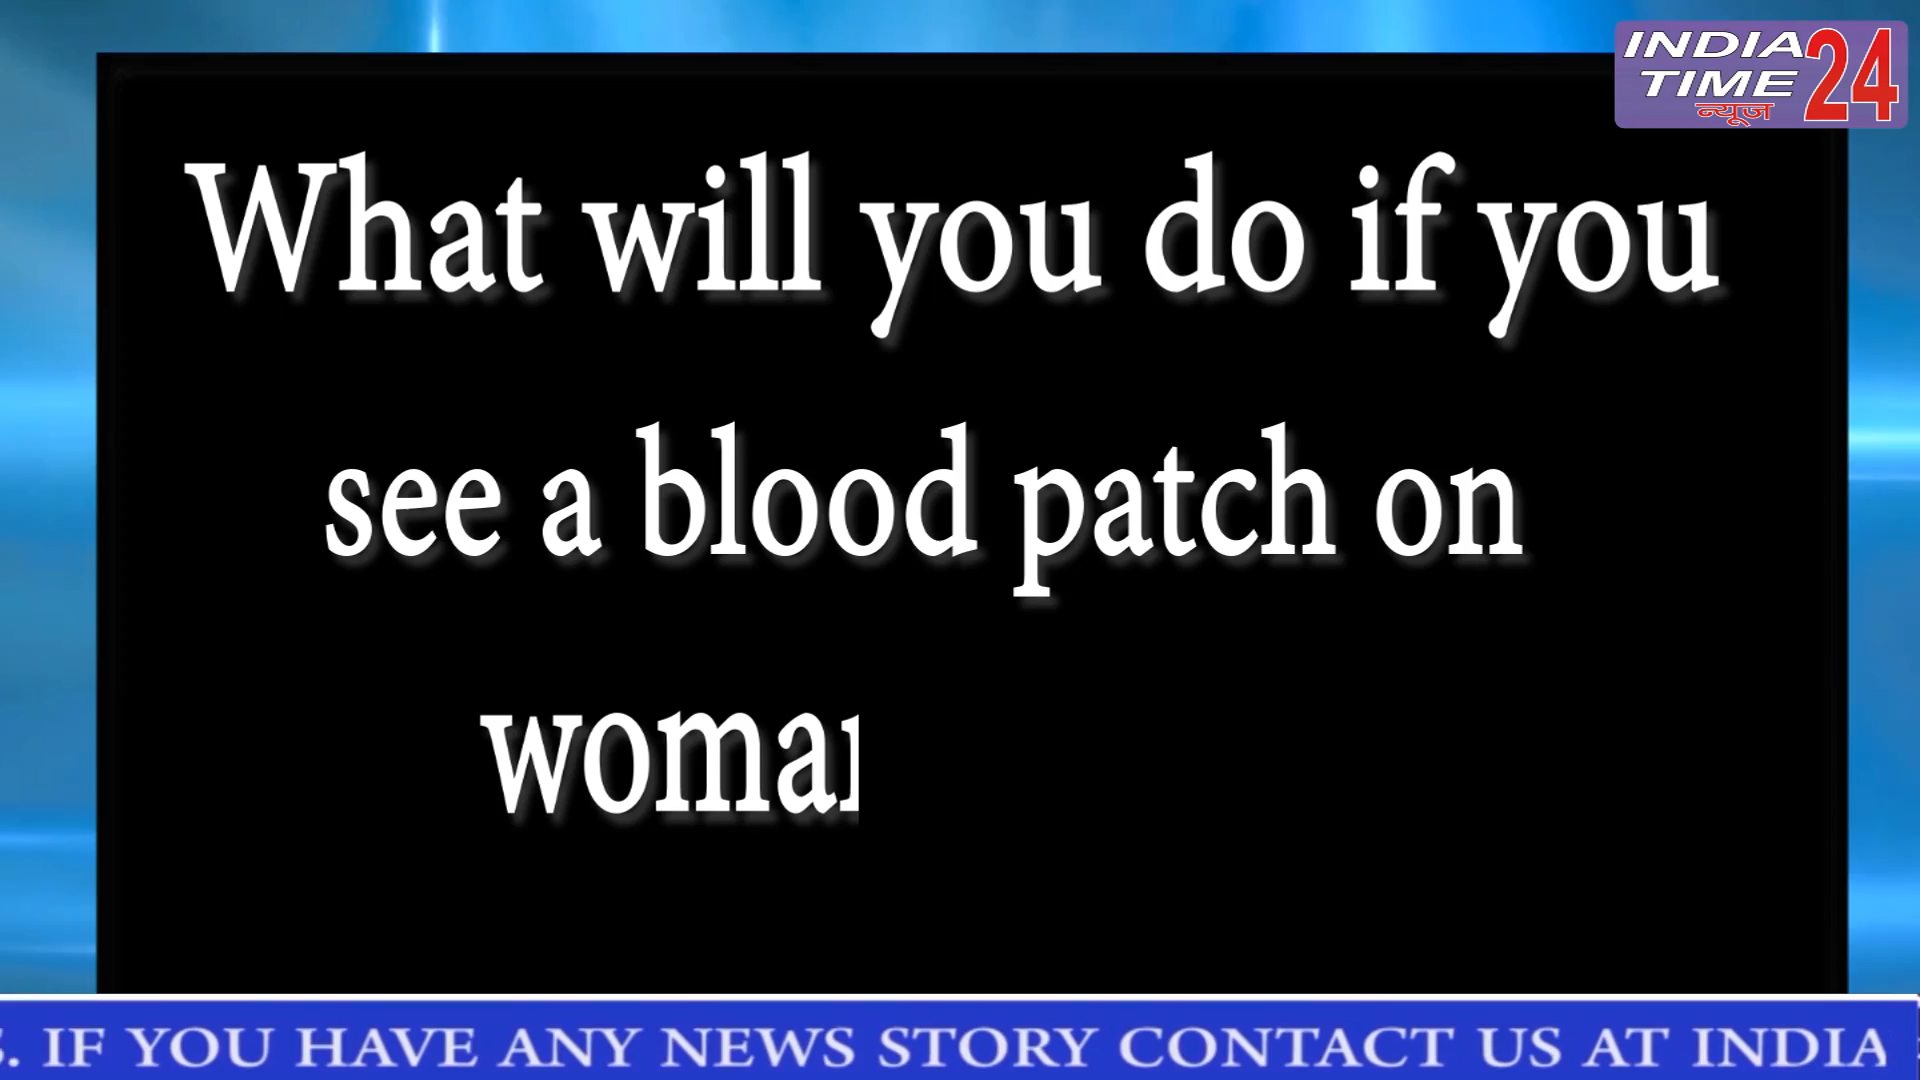 INDIA
TIME 24
न्यूज
What will you do if you
see a blood patch on
woma
. IF YOU HAVE ANY NEWS STORY CONTACT US AT INDIA